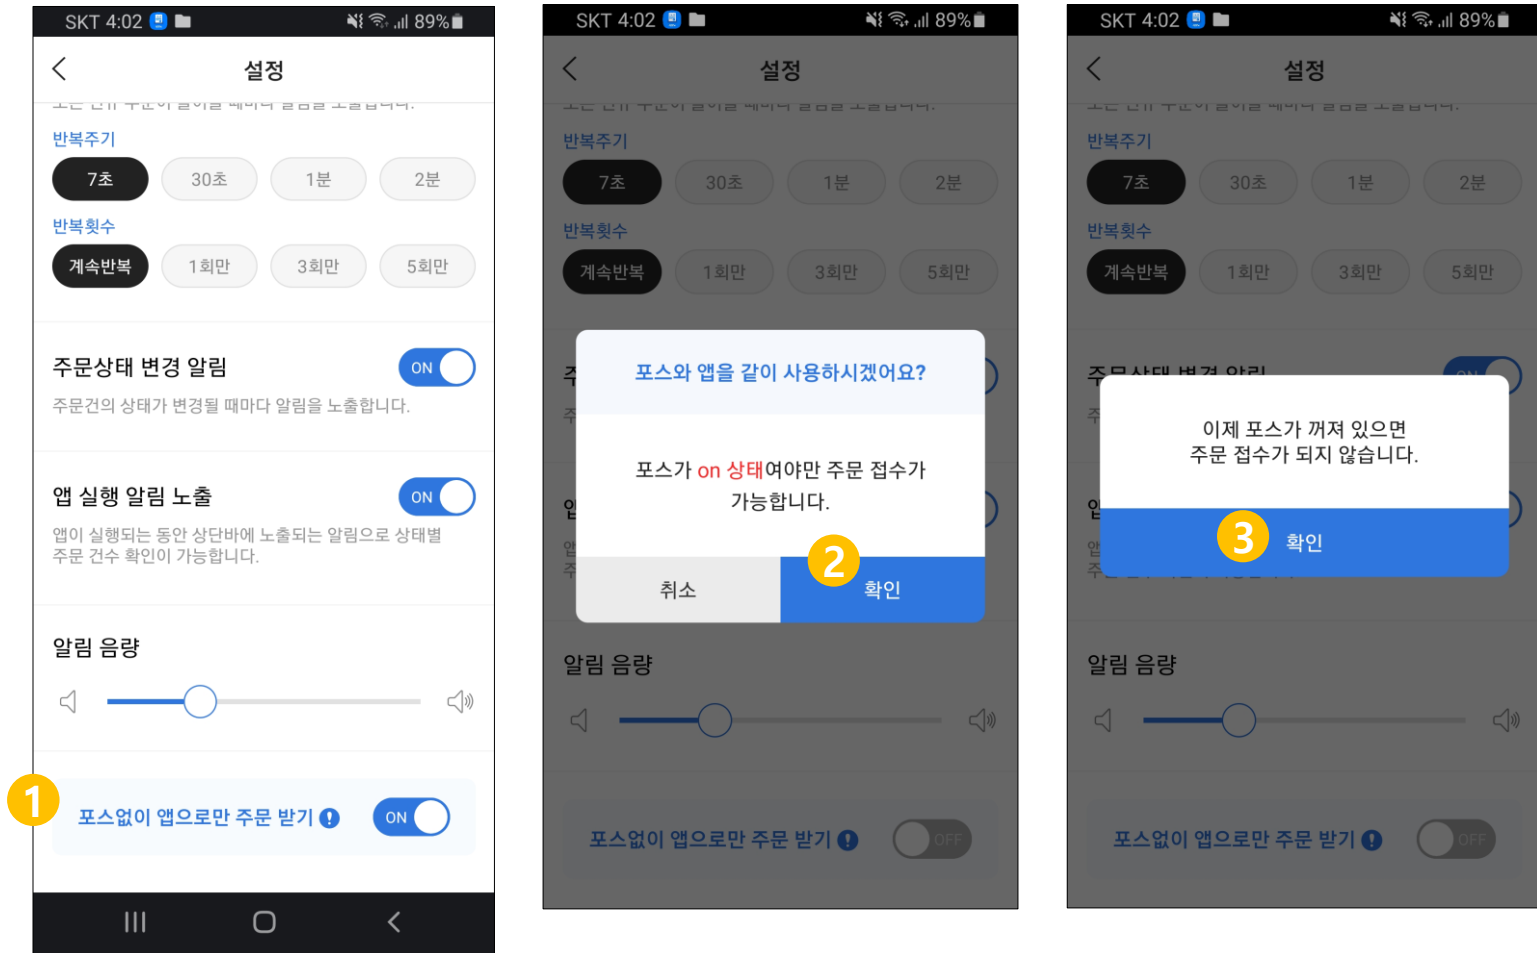 SKT 4:02 89%
설정
반복주기
7초 30초 1분 2분
반복횟수
계속반복 1회만 3회만 5회만
주문상태 변경 알림 ON
주문건의 상태가 변경될 때마다 알림을 노출합니다.
앱 실행 알림 노출 ON
앱이 실행되는 동안 상단바에 노출되는 알림으로 상태별
주문 건수 확인이 가능합니다.
알림 음량
1
포스없이 앱으로만 주문 받기 ON
SKT 4:02 89%
설정
반복주기
7초 30초 1분 2분
반복횟수
계속반복 1회만 3회만 5회만
포스와 앱을 같이 사용하시겠어요?
포스가 on 상태여야만 주문 접수가
가능합니다.
2
취소 확인
알림 음량
포스없이 앱으로만 주문 받기 OFF
SKT 4:02 89%
설정
반복주기
7초 30초 1분 2분
반복횟수
계속반복 1회만 3회만 5회만
이제 포스가 꺼져 있으면
주문 접수가 되지 않습니다.
3 확인
알림 음량
포스없이 앱으로만 주문 받기 OFF